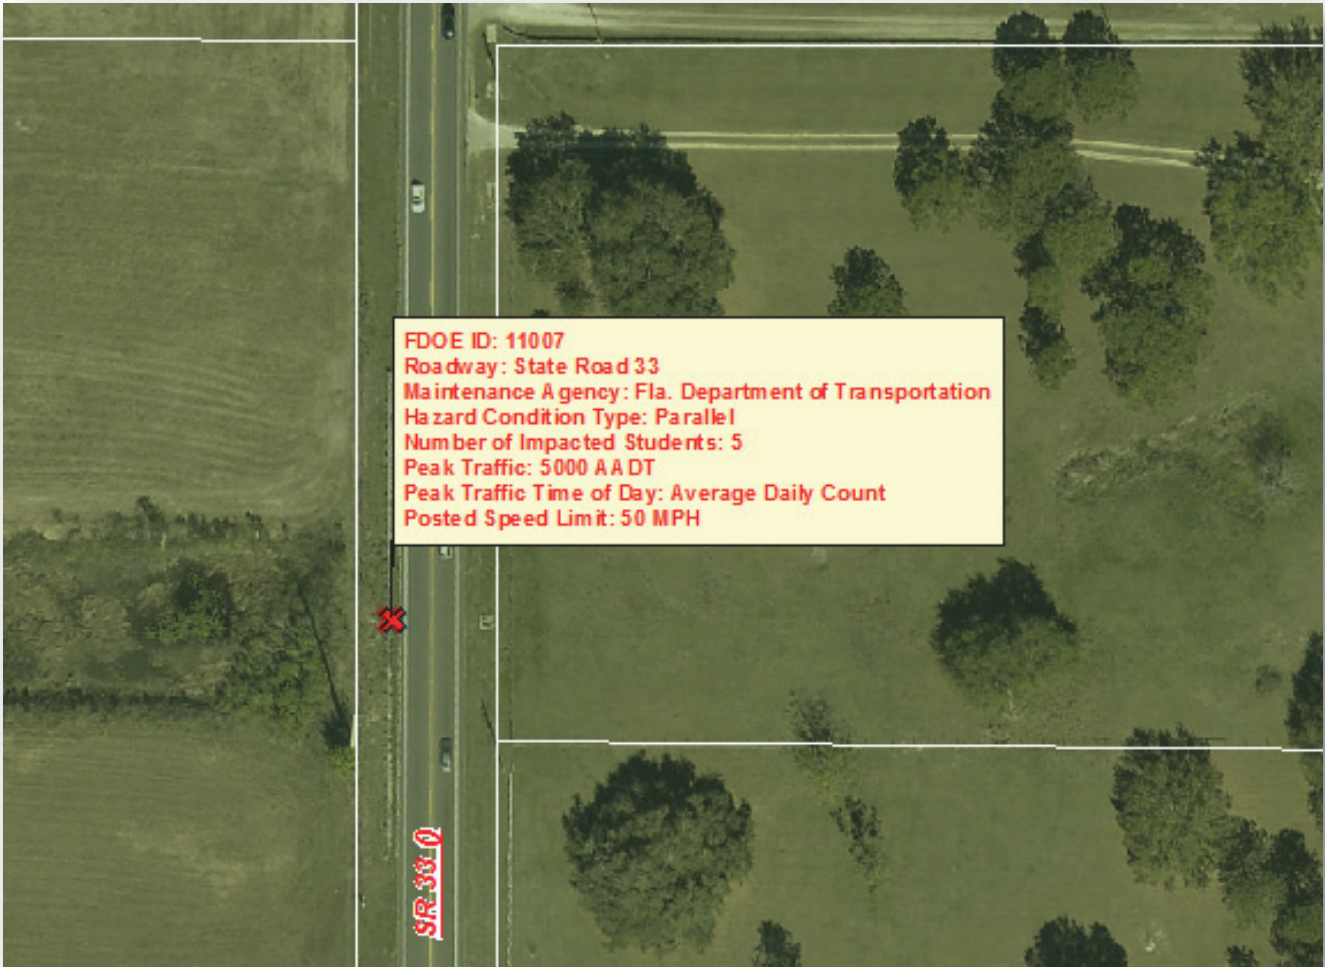 FDOE ID: 11007
Roadway: State Road 33
Maintenance Agency: Fla. Department of Transportation
Hazard Condition Type: Parallel
Number of Impacted Students: 5
Peak Traffic: 5000 AADT
Peak Traffic Time of Day: Average Daily Count
Posted Speed Limit: 50 MPH
SR 33 ()